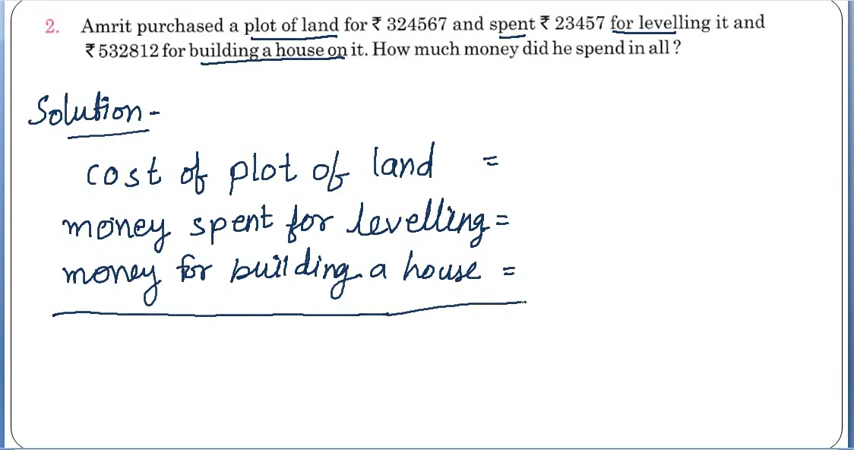 2. Amrit purchased a plot of land for ₹ 324567 and spent ₹ 23457 for levelling it and
₹ 532812 for building a house on it. How much money did he spend in all ?
Solution -
cost of plot of land =
money spent for levelling =
money for building a house =